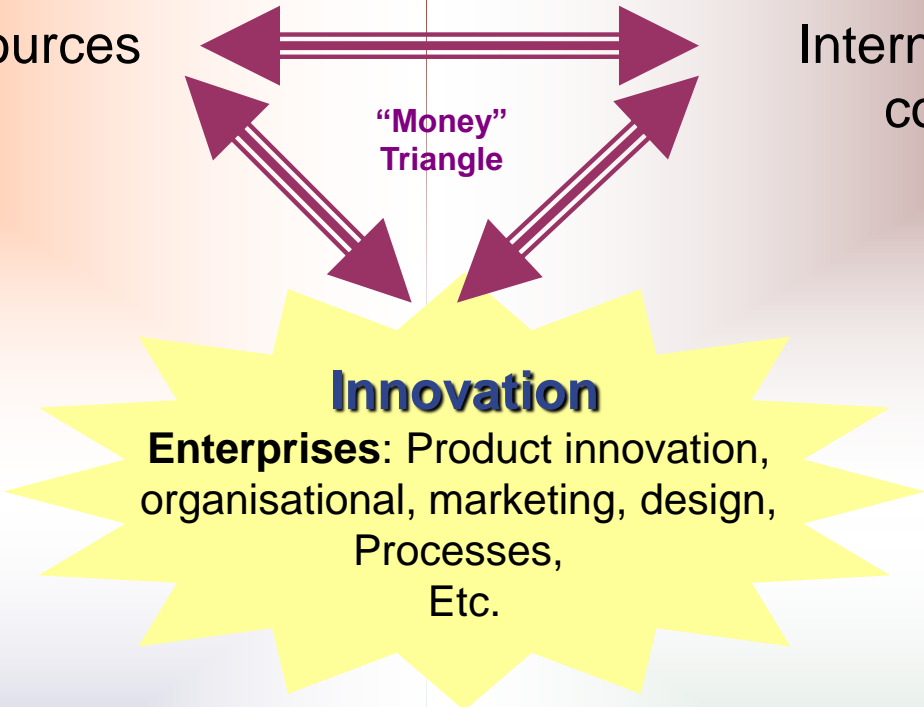 ources
Intern
co
“Money”
Triangle
Innovation
Enterprises: Product innovation,
organisational, marketing, design,
Processes,
Etc.